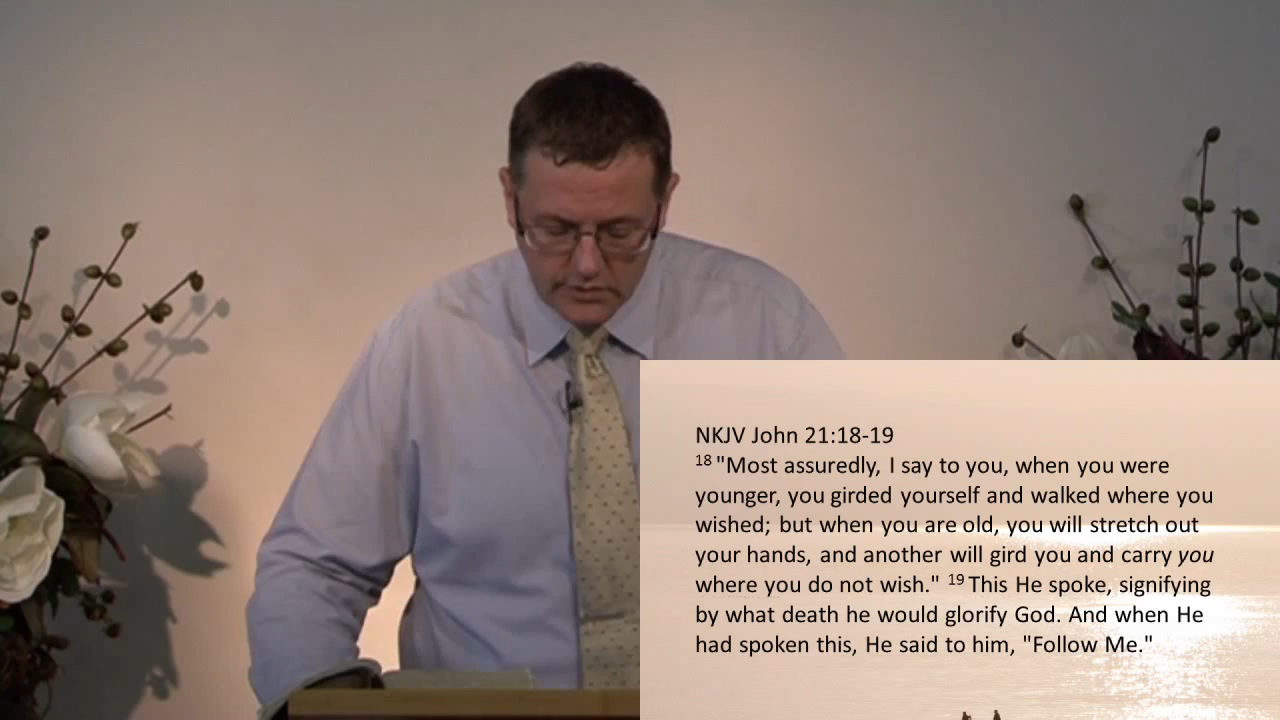 NKJV John 21:18-19
18 "Most assuredly, I say to you, when you were
younger, you girded yourself and walked where you
wished; but when you are old, you will stretch out
your hands, and another will gird you and carry you
where you do not wish." 19 This He spoke, signifying
by what death he would glorify God. And when He
had spoken this, He said to him, "Follow Me."